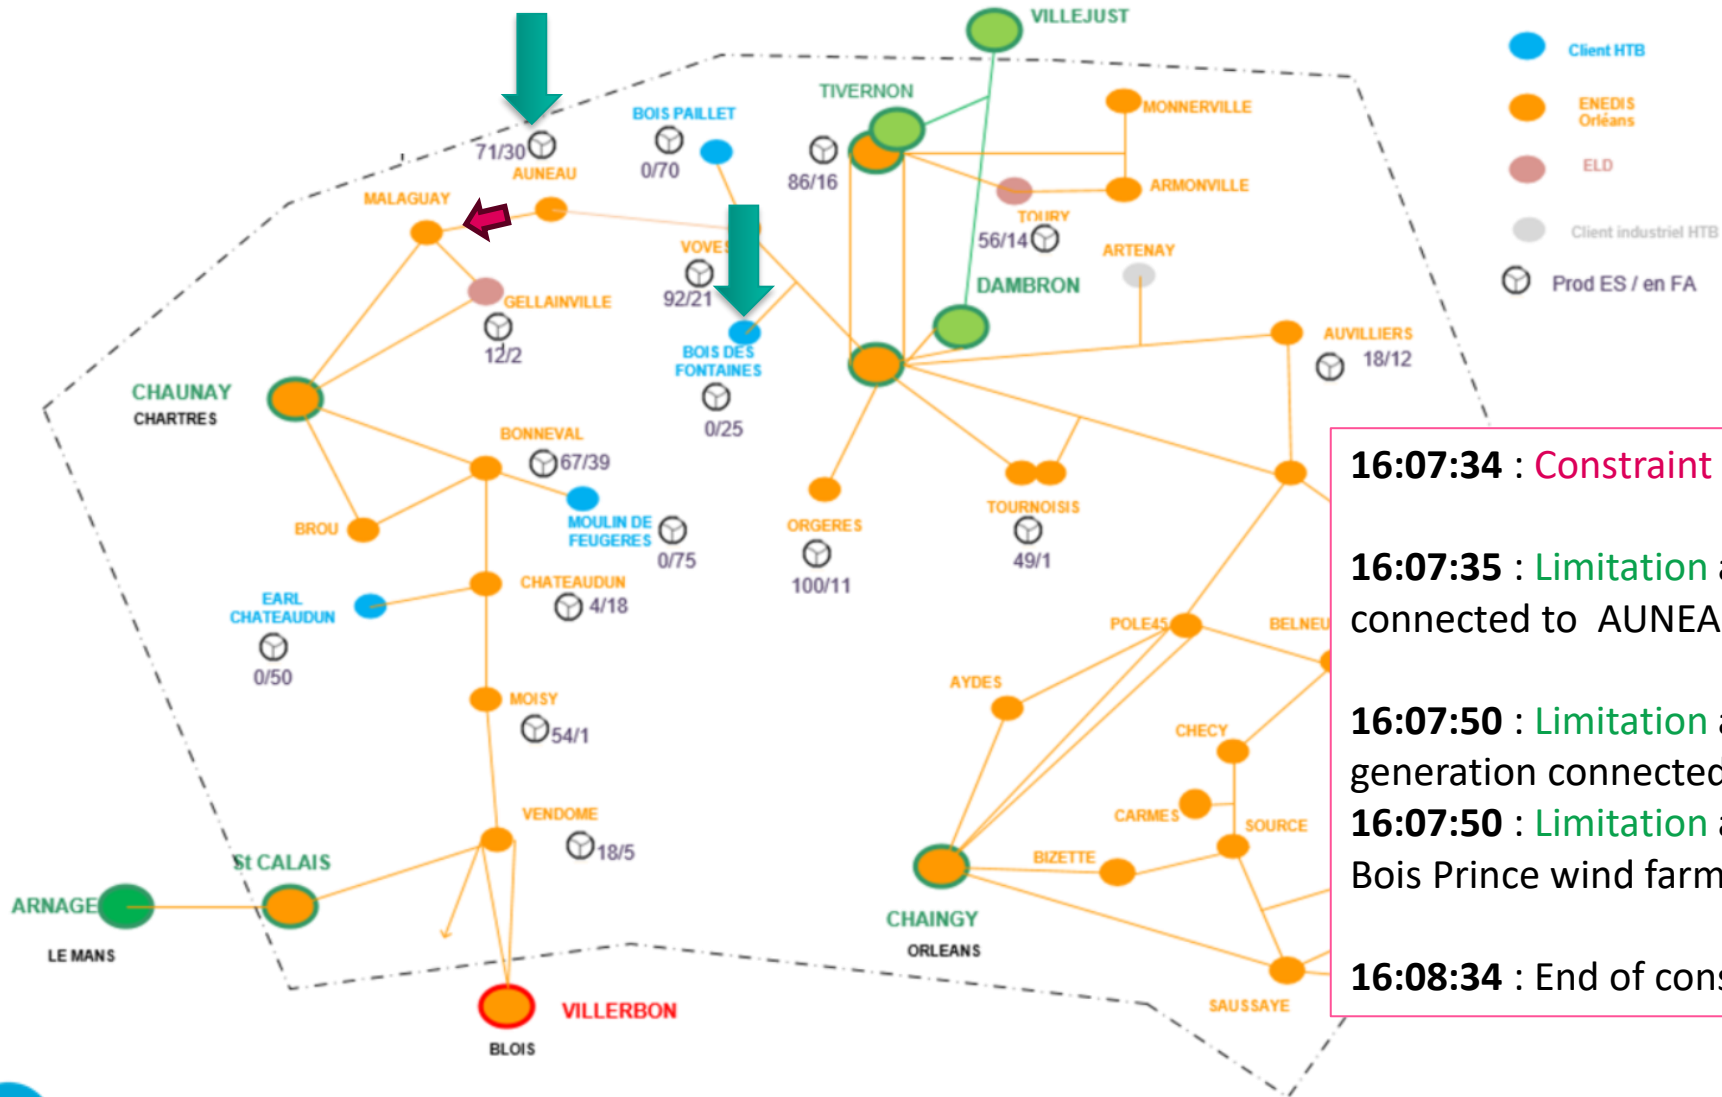 VILLEJUST
Client HTB
ENEDIS
Orléans
ELD
Client industriel HTB
Prod ES / en FA
TIVERNON
MONNERVILLE
86/16
ARMONVILLE
TOURY
56/14
ARTENAY
DAMBRON
BOIS PAILLET
0/70
71/30
AUNEAU
MALAGUAY
VOVES
92/21
GELLAINVILLE
12/2
BOIS DES
FONTAINES
0/25
AUVILLIERS
18/12
CHAUNAY
CHARTRES
BONNEVAL
67/39
BROU
MOULIN DE
FEUGERES
0/75
ORGERES
100/11
TOURNOISIS
49/1
CHATEAUDUN
4/18
EARL
CHATEAUDUN
0/50
MOISY
54/1
VENDOME
18/5
St CALAIS
ARNAGE
LE MANS
VILLERBON
BLOIS
POLE45
BELNEU
AYDES
CHECY
CARMES
SOURCE
BIZETTE
CHAINGY
ORLEANS
SAUSSAYE
16:07:34 : Constraint
16:07:35 : Limitation a
connected to AUNEA
16:07:50 : Limitation a
generation connected
16:07:50 : Limitation a
Bois Prince wind farm
16:08:34 : End of cons